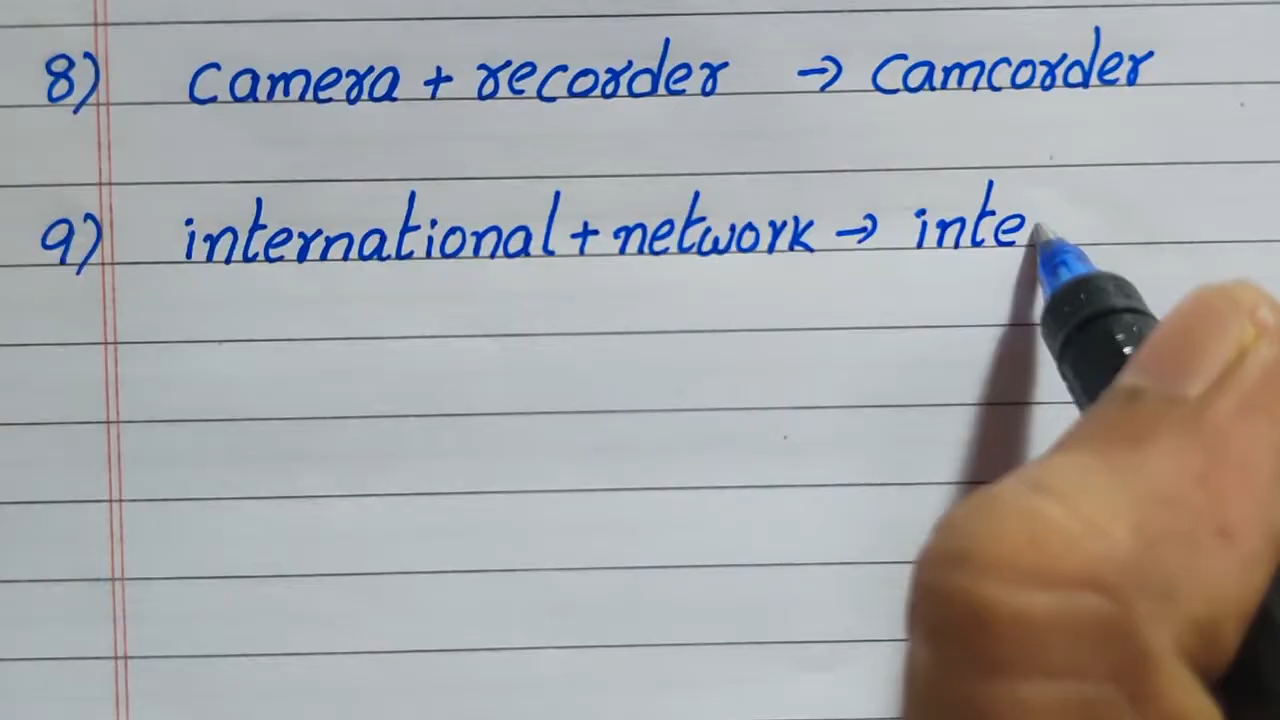 8) camera + recorder → camcorder
9) international + network → inte